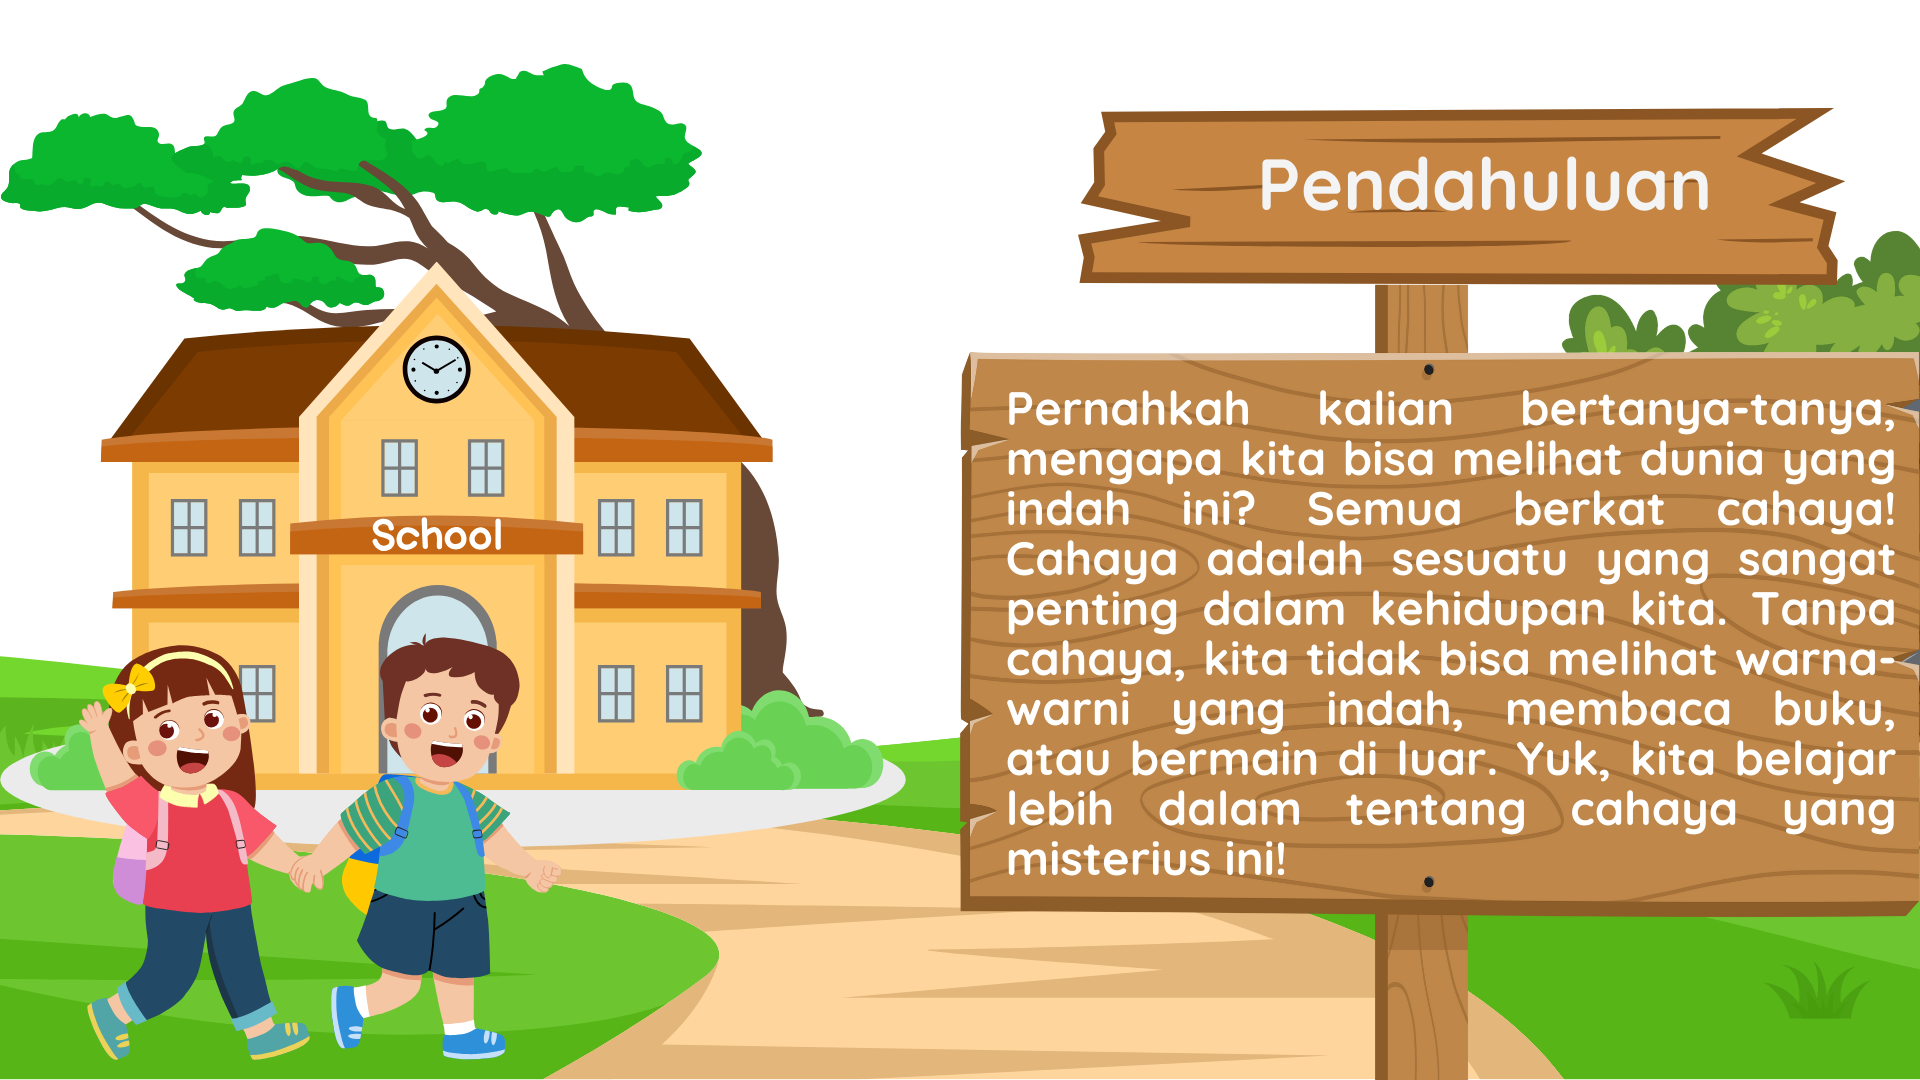 Pendahuluan
School
Pernahkah kalian bertanya-tanya,
mengapa kita bisa melihat dunia yang
indah ini? Semua berkat cahaya!
Cahaya adalah sesuatu yang sangat
penting dalam kehidupan kita. Tanpa
cahaya, kita tidak bisa melihat warna-
warni yang indah, membaca buku,
atau bermain di luar. Yuk, kita belajar
lebih dalam tentang cahaya yang
misterius ini!